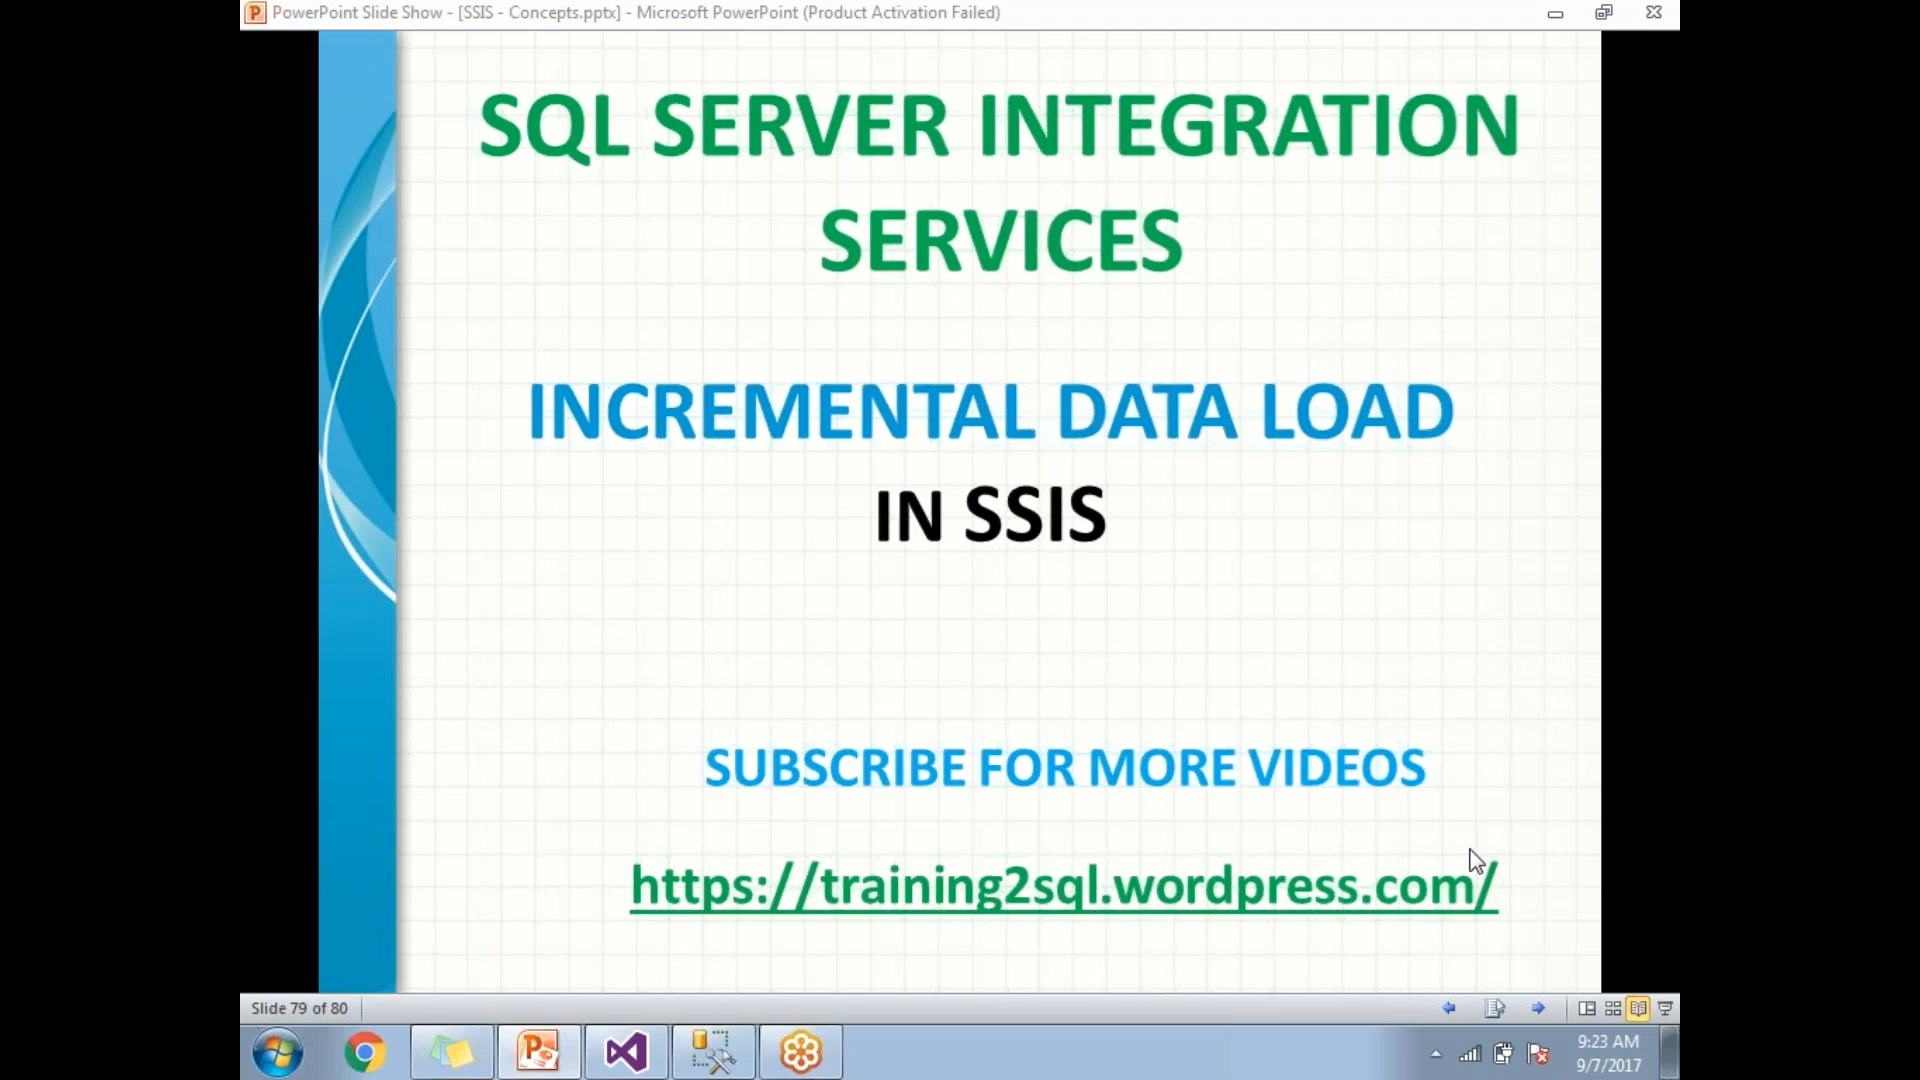 PowerPoint Slide Show - [SSIS - Concepts.pptx] - Microsoft PowerPoint (Product Activation Failed)
SQL SERVER INTEGRATION
SERVICES
INCREMENTAL DATA LOAD
IN SSIS
SUBSCRIBE FOR MORE VIDEOS
https://training2sql.wordpress.com/
Slide 79 of 80
9:23 AM
9/7/2017